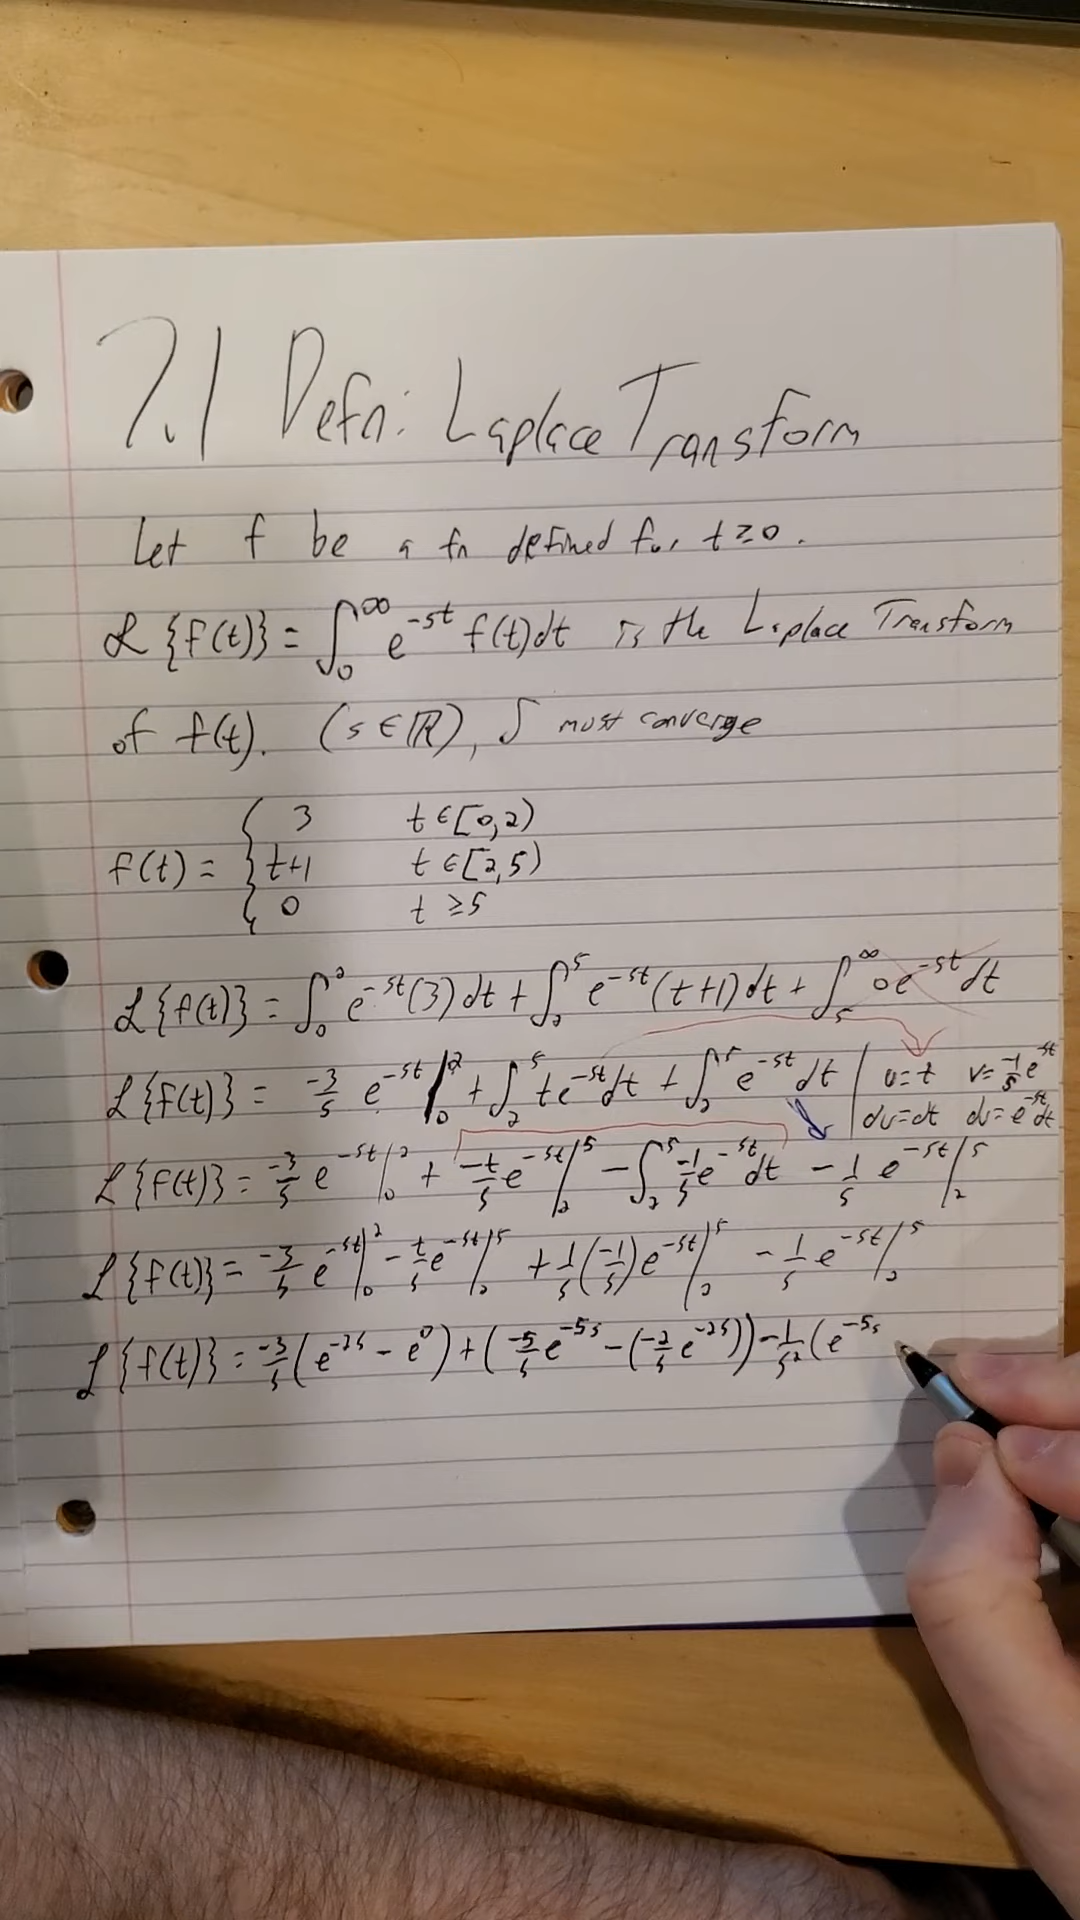 7.1 Defn: Laplace Transform
Let f be a fn defined for t≥0.
ℒ{f(t)} = ∫₀^∞ e^(-st) f(t)dt is the Laplace Transform
of f(t). (s∈ℝ), ∫ must converge
f(t) = { 3    t∈[0,2)
t+1    t∈[2,5)
0    t≥5
ℒ{f(t)} = ∫₀² e^(-st)(3)dt + ∫₂⁵ e^(-st)(t+1)dt + ∫₅^∞ 0e^(-st)dt
ℒ{f(t)} = -3/s e^(-st)|₀² + ∫₂⁵ te^(-st)dt + ∫₂⁵ e^(-st)dt | u=t  v=-1/s e^(-st)
du=dt  dv=e^(-st)dt
ℒ{f(t)} = -3/s e^(-st)|₀² + -t/s e^(-st)|₂⁵ - ∫₂⁵ -1/s e^(-st)dt - 1/s e^(-st)|₂⁵
ℒ{f(t)} = -3/s e^(-st)|₀² - t/s e^(-st)|₂⁵ + 1/s(-1/s)e^(-st)|₂⁵ - 1/s e^(-st)|₂⁵
ℒ{f(t)} = -3/s(e^(-2s) - e⁰) + (-5/s e^(-5s) - (-2/s e^(-2s))) - 1/s²(e^(-5s)